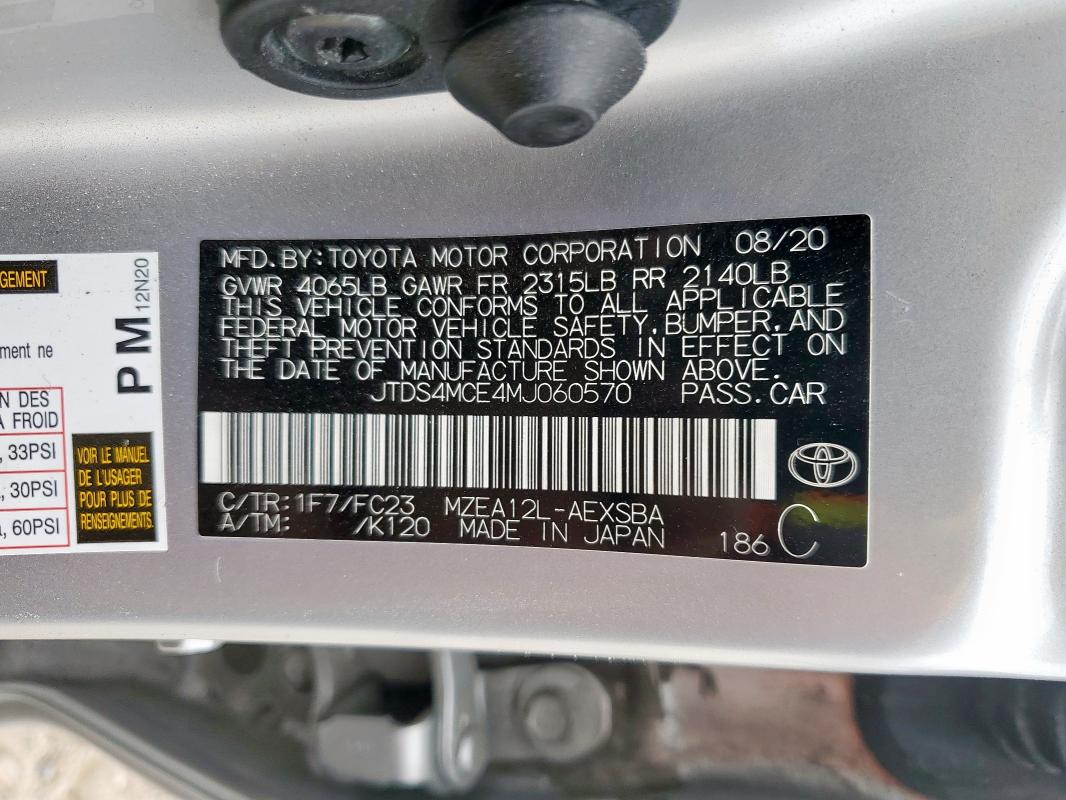 GEMENT
PM 12N20
ment ne
N DES
A FROID
, 33PSI
., 30PSI
a, 60PSI
VOIR LE MANUEL
DE L'USAGER
POUR PLUS DE
RENSEIGNEMENTS.
MFD.BY:TOYOTA MOTOR CORPORATION 08/20
GVWR 4065LB GAWR FR 2315LB RR 2140LB
THIS VEHICLE CONFORMS TO ALL APPLICABLE
FEDERAL MOTOR VEHICLE SAFETY,BUMPER,AND
THEFT PREVENTION STANDARDS IN EFFECT ON
THE DATE OF MANUFACTURE SHOWN ABOVE.
JTDS4MCE4MJ060570 PASS.CAR
C/TR:1F7/FC23 MZEA12L-AEXSBA
A/TM: /K120 MADE IN JAPAN 186 C